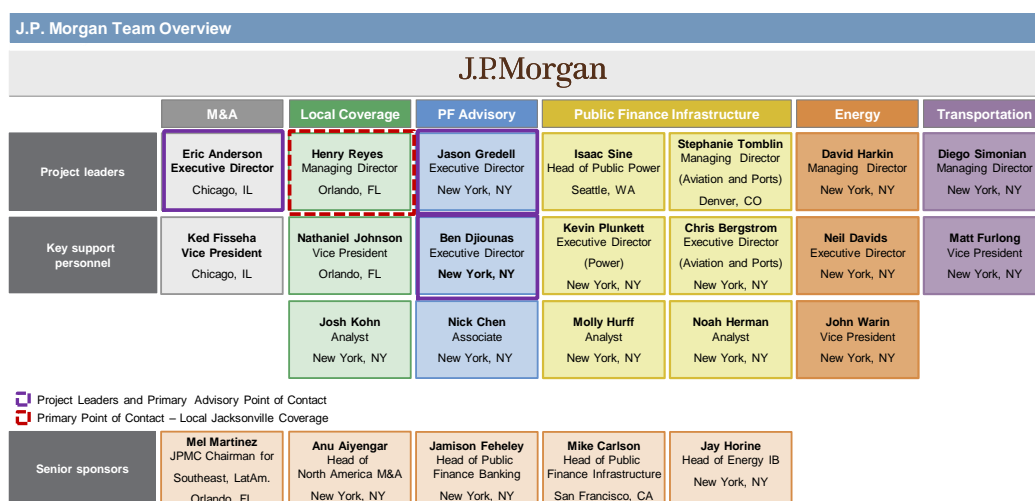 J.P. Morgan Team Overview
J.P.Morgan
M&A
Local Coverage
PF Advisory
Public Finance Infrastructure
Energy
Transportation
Project leaders
Eric Anderson
Executive Director
Chicago, IL
Henry Reyes
Managing Director
Orlando, FL
Jason Gredell
Executive Director
New York, NY
Isaac Sine
Head of Public Power
Seattle, WA
Stephanie Tomblin
Managing Director
(Aviation and Ports)
Denver, CO
David Harkin
Managing Director
New York, NY
Diego Simonian
Managing Director
New York, NY
Key support
personnel
Ked Fisseha
Vice President
Chicago, IL
Nathaniel Johnson
Vice President
Orlando, FL
Ben Djiounas
Executive Director
New York, NY
Kevin Plunkett
Executive Director
(Power)
New York, NY
Chris Bergstrom
Executive Director
(Aviation and Ports)
New York, NY
Neil Davids
Executive Director
New York, NY
Matt Furlong
Vice President
New York, NY
Josh Kohn
Analyst
New York, NY
Nick Chen
Associate
New York, NY
Molly Hurff
Analyst
New York, NY
Noah Herman
Analyst
New York, NY
John Warin
Vice President
New York, NY
Project Leaders and Primary Advisory Point of Contact
Primary Point of Contact – Local Jacksonville Coverage
Senior sponsors
Mel Martinez
JPMC Chairman for
Southeast, LatAm.
Orlando, FL
Anu Aiyengar
Head of
North America M&A
New York, NY
Jamison Feheley
Head of Public
Finance Banking
New York, NY
Mike Carlson
Head of Public
Finance Infrastructure
San Francisco, CA
Jay Horine
Head of Energy IB
New York, NY